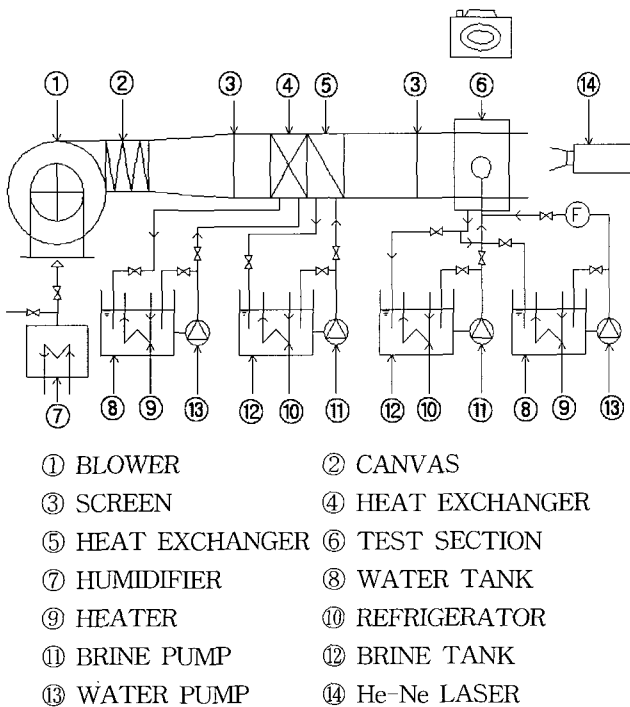 ① ② ③ ④ ⑤ ③ ⑥ ⑭
F
⑦ ⑧ ⑨ ⑬ ⑫ ⑩ ⑪ ⑫ ⑩ ⑪ ⑧ ⑨ ⑬
① BLOWER ② CANVAS
③ SCREEN ④ HEAT EXCHANGER
⑤ HEAT EXCHANGER ⑥ TEST SECTION
⑦ HUMIDIFIER ⑧ WATER TANK
⑨ HEATER ⑩ REFRIGERATOR
⑪ BRINE PUMP ⑫ BRINE TANK
⑬ WATER PUMP ⑭ He-Ne LASER